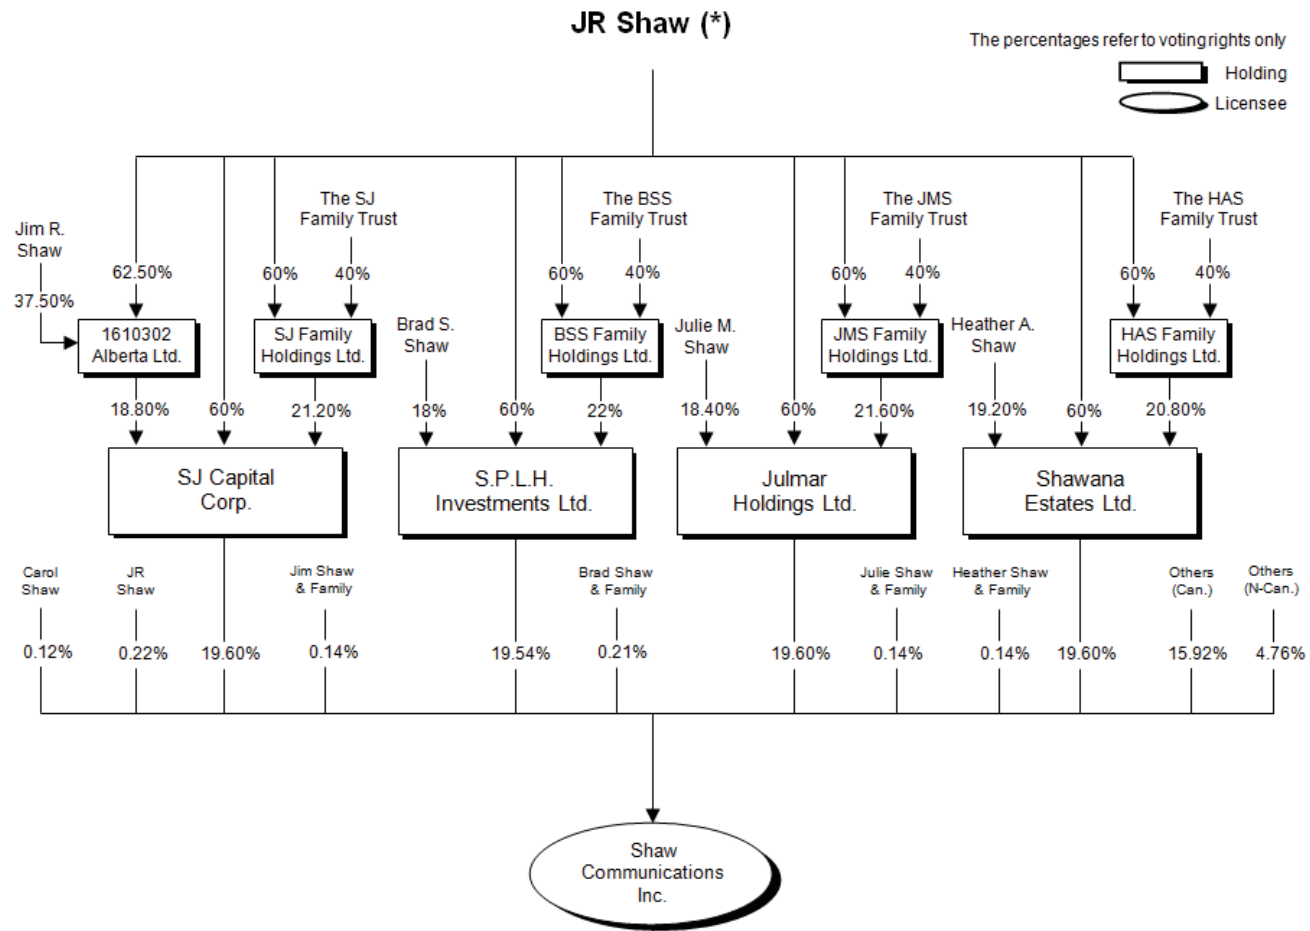 JR Shaw (*)
The percentages refer to voting rights only
Holding
Licensee
The SJ
Family Trust
The BSS
Family Trust
The JMS
Family Trust
The HAS
Family Trust
Jim R.
Shaw
62.50%
60%
40%
60%
40%
60%
40%
60%
40%
37.50%
1610302
Alberta Ltd.
SJ Family
Holdings Ltd.
Brad S.
Shaw
BSS Family
Holdings Ltd.
Julie M.
Shaw
JMS Family
Holdings Ltd.
Heather A.
Shaw
HAS Family
Holdings Ltd.
18.80%
60%
21.20%
18%
60%
22%
18.40%
60%
21.60%
19.20%
60%
20.80%
SJ Capital
Corp.
S.P.L.H.
Investments Ltd.
Julmar
Holdings Ltd.
Shawana
Estates Ltd.
Carol
Shaw
JR
Shaw
Jim Shaw
& Family
Brad Shaw
& Family
Julie Shaw
& Family
Heather Shaw
& Family
Others
(Can.)
Others
(N-Can.)
0.12%
0.22%
19.60%
0.14%
19.54%
0.21%
19.60%
0.14%
0.14%
19.60%
15.92%
4.76%
Shaw
Communications
Inc.